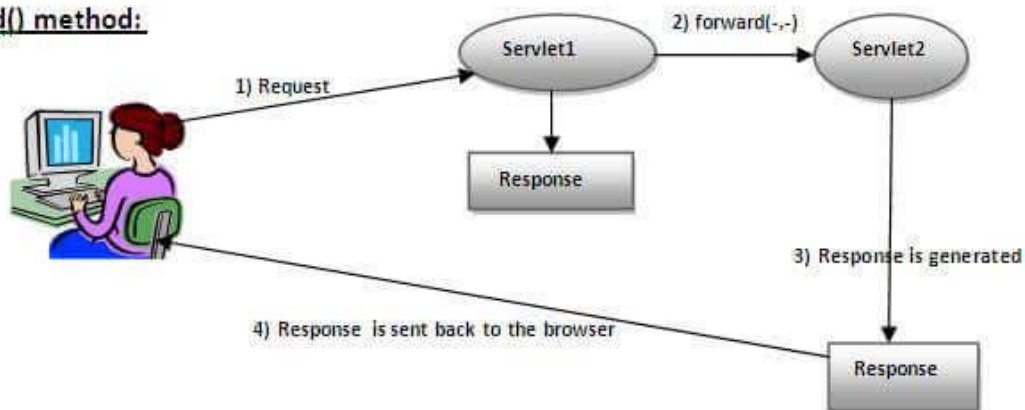 d() method:
2) forward(-,-)
Servlet1
Servlet2
1) Request
Response
3) Response is generated
4) Response is sent back to the browser
Response